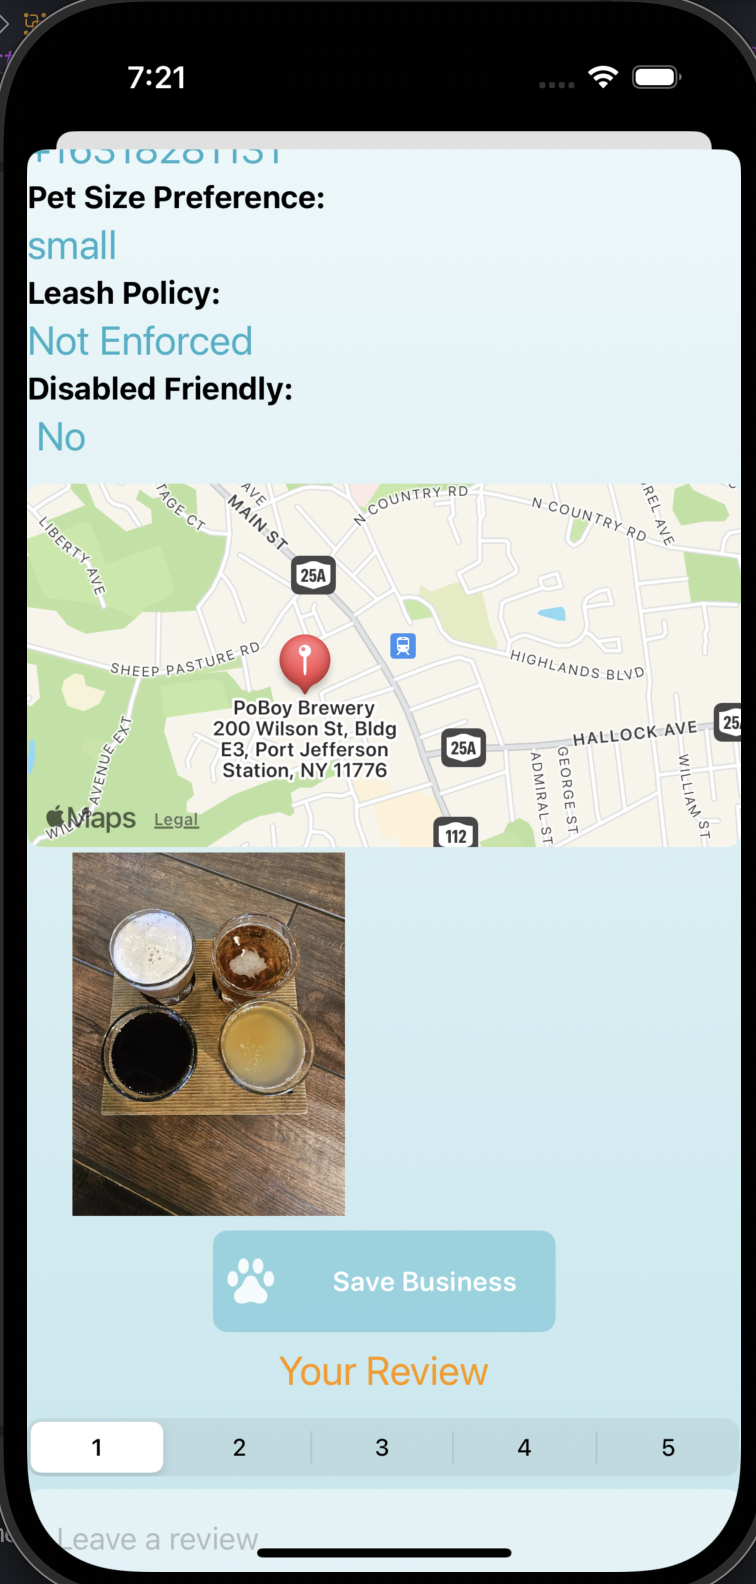 7:21
+16318281131
Pet Size Preference:
small
Leash Policy:
Not Enforced
Disabled Friendly:
No
TAGE CT
AVE
MAIN ST
N COUNTRY RD
N COUNTRY RD
REL AVE
LIBERTY AVE
25A
SHEEP PASTURE RD
HIGHLANDS BLVD
PoBoy Brewery
200 Wilson St, Bldg
E3, Port Jefferson
Station, NY 11776
25A
HALLOCK AVE
25
AVENUE EXT
ADMIRAL ST
GEORGE ST
WILLIAM ST
Maps
Legal
112
Save Business
Your Review
1 2 3 4 5
Leave a review